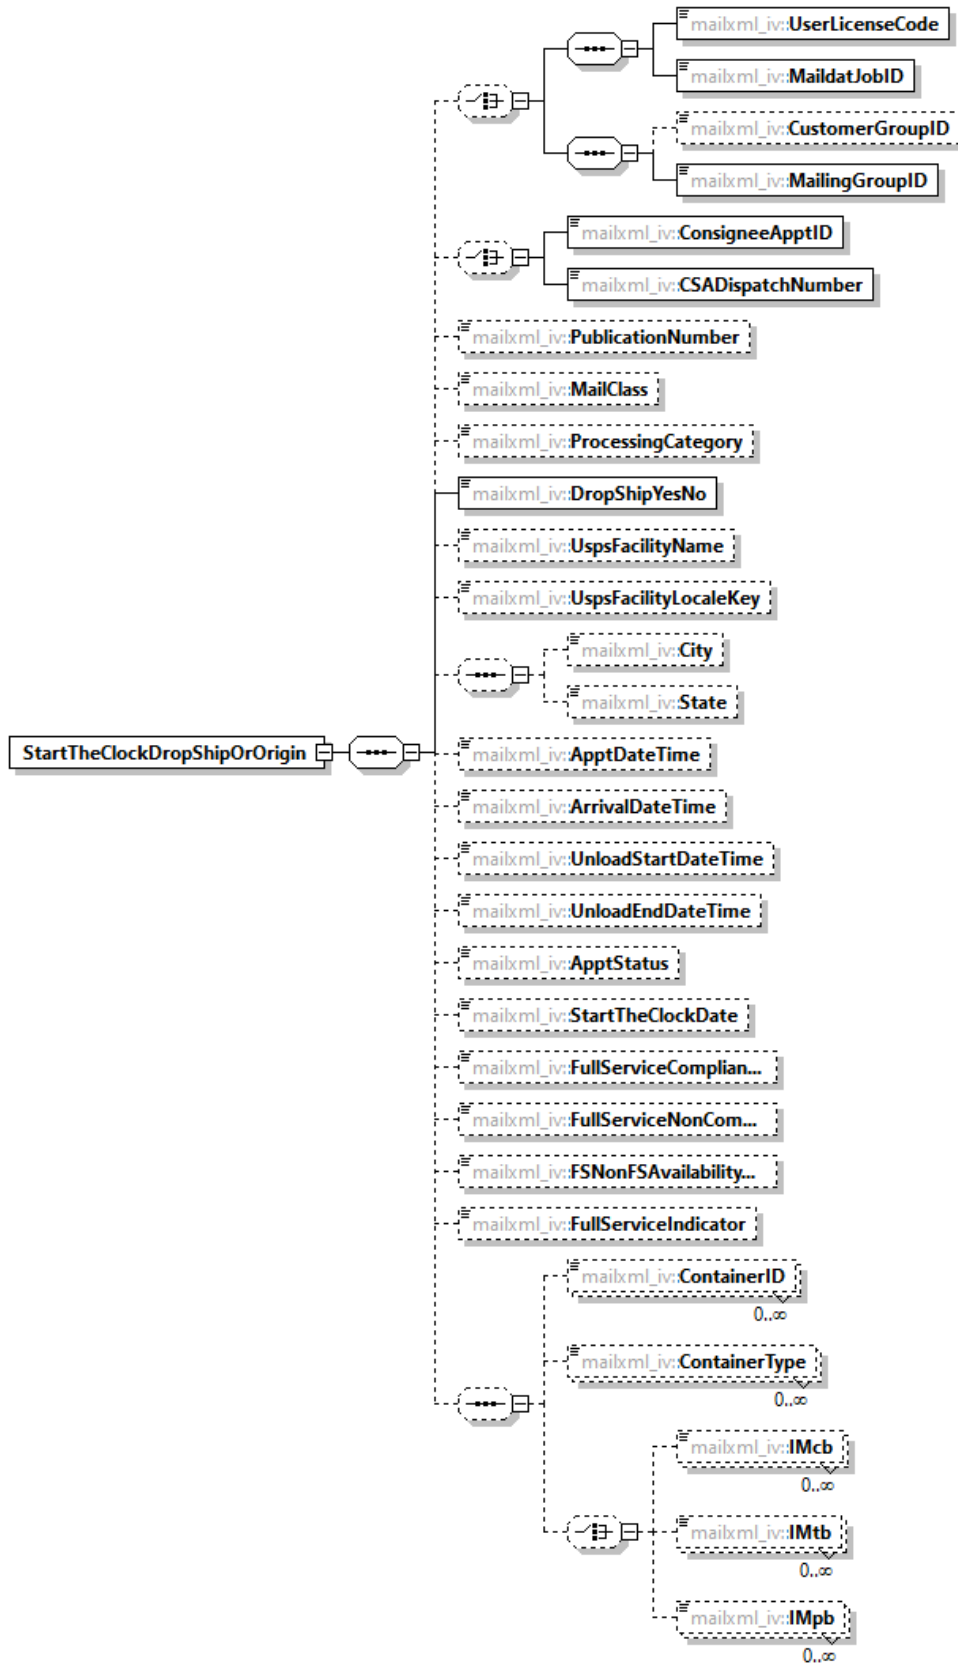 mailxml_iv::UserLicenseCode
mailxml_iv::MaildatJobID
mailxml_iv::CustomerGroupID
mailxml_iv::MailingGroupID
mailxml_iv::ConsigneeApptID
mailxml_iv::CSADispatchNumber
mailxml_iv::PublicationNumber
mailxml_iv::MailClass
mailxml_iv::ProcessingCategory
mailxml_iv::DropShipYesNo
mailxml_iv::UspsFacilityName
mailxml_iv::UspsFacilityLocaleKey
mailxml_iv::City
mailxml_iv::State
StartTheClockDropShipOrOrigin
mailxml_iv::ApptDateTime
mailxml_iv::ArrivalDateTime
mailxml_iv::UnloadStartDateTime
mailxml_iv::UnloadEndDateTime
mailxml_iv::ApptStatus
mailxml_iv::StartTheClockDate
mailxml_iv::FullServiceComplian...
mailxml_iv::FullServiceNonCom...
mailxml_iv::FSNonFSAvailability...
mailxml_iv::FullServiceIndicator
mailxml_iv::ContainerID
0..∞
mailxml_iv::ContainerType
0..∞
mailxml_iv::IMcb
0..∞
mailxml_iv::IMtb
0..∞
mailxml_iv::IMpb
0..∞